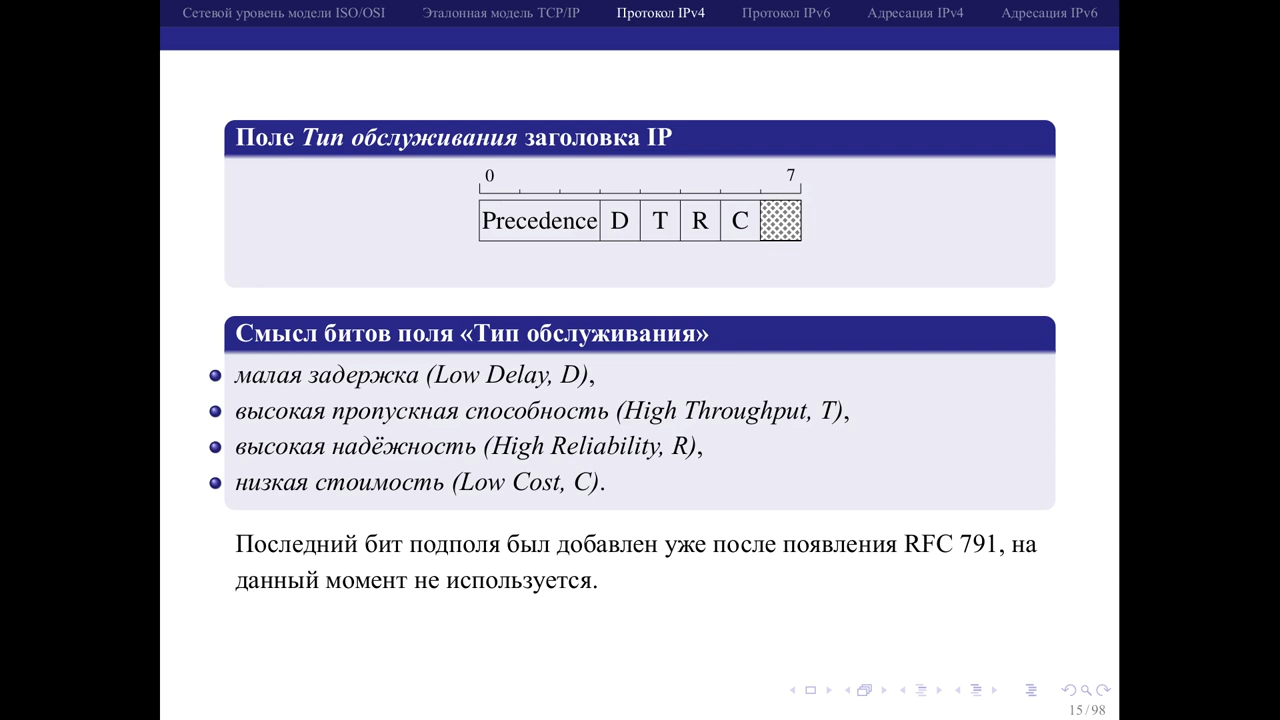 Сетевой уровень модели ISO/OSI Эталонная модель TCP/IP Протокол IPv4 Протокол IPv6 Адресация IPv4 Адресация IPv6
Поле Тип обслуживания заголовка IP
0 7
Precedence D T R C
Смысл битов поля «Тип обслуживания»
малая задержка (Low Delay, D),
высокая пропускная способность (High Throughput, T),
высокая надёжность (High Reliability, R),
низкая стоимость (Low Cost, C).
Последний бит подполя был добавлен уже после появления RFC 791, на
данный момент не используется.
15 / 98